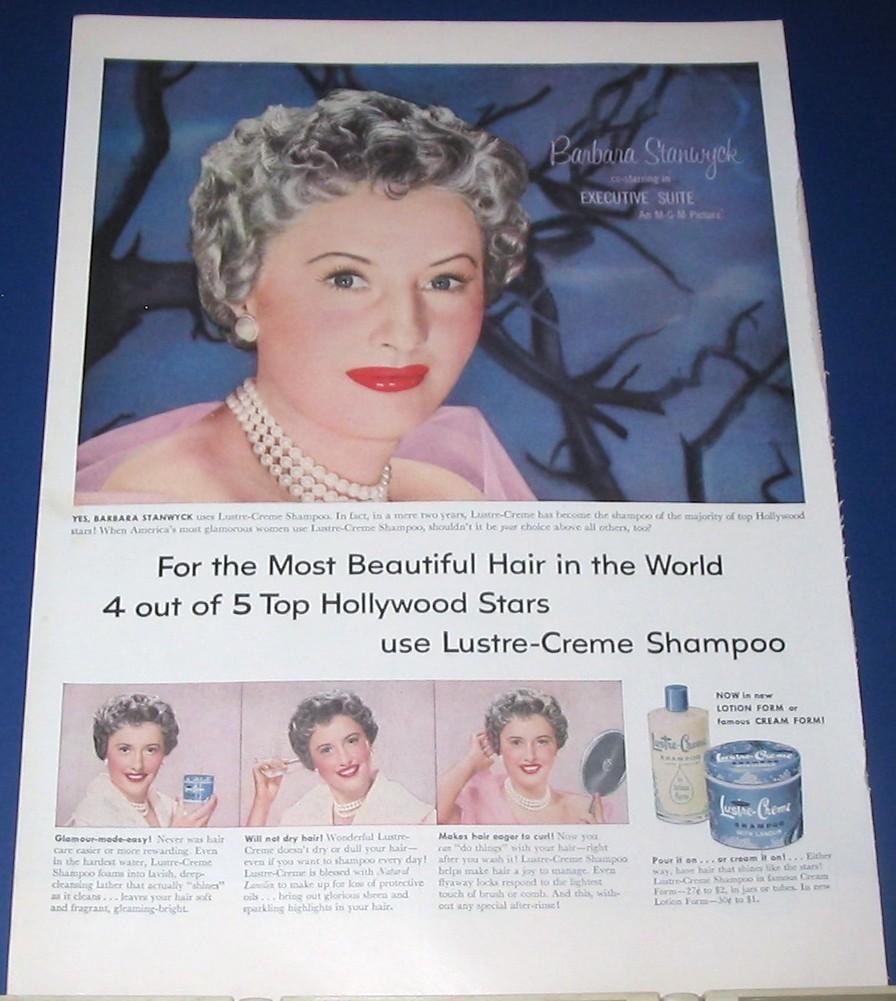 Barbara Stanwyck
co-starring in
EXECUTIVE SUITE
An M-G-M Picture
YES, BARBARA STANWYCK uses Lustre-Creme Shampoo. In fact, in a mere two years, Lustre-Creme has become the shampoo of the majority of top Hollywood
stars! When America's most glamorous women use Lustre-Creme Shampoo, shouldn't it be your choice above all others, too?
For the Most Beautiful Hair in the World
4 out of 5 Top Hollywood Stars
use Lustre-Creme Shampoo
Glamour-made-easy! Never was hair
care easier or more rewarding. Even
in the hardest water, Lustre-Creme
Shampoo foams into lavish, deep-
cleansing lather that actually "shines"
as it cleans . . . leaves your hair soft
and fragrant, gleaming-bright.
Will not dry hair! Wonderful Lustre-
Creme doesn't dry or dull your hair—
even if you want to shampoo every day!
Lustre-Creme is blessed with Natural
Lanolin to make up for loss of protective
oils . . . bring out glorious sheen and
sparkling highlights in your hair.
Makes hair eager to curl! Now you
can "do things" with your hair—right
after you wash it! Lustre-Creme Shampoo
helps make hair a joy to manage. Even
flyaway locks respond to the lightest
touch of brush or comb. And this, with-
out any special after-rinse!
NOW in new
LOTION FORM or
famous CREAM FORM!
Lustre-Creme
SHAMPOO
Lotion
Form
Lustre-Creme
SHAMPOO
Lustre-Creme
SHAMPOO
WITH LANOLIN
Pour it on . . . or cream it on! . . . Either
way, have hair that shines like the stars!
Lustre-Creme Shampoo in famous Cream
Form—27¢ to $2, in jars or tubes. In new
Lotion Form—30¢ to $1.